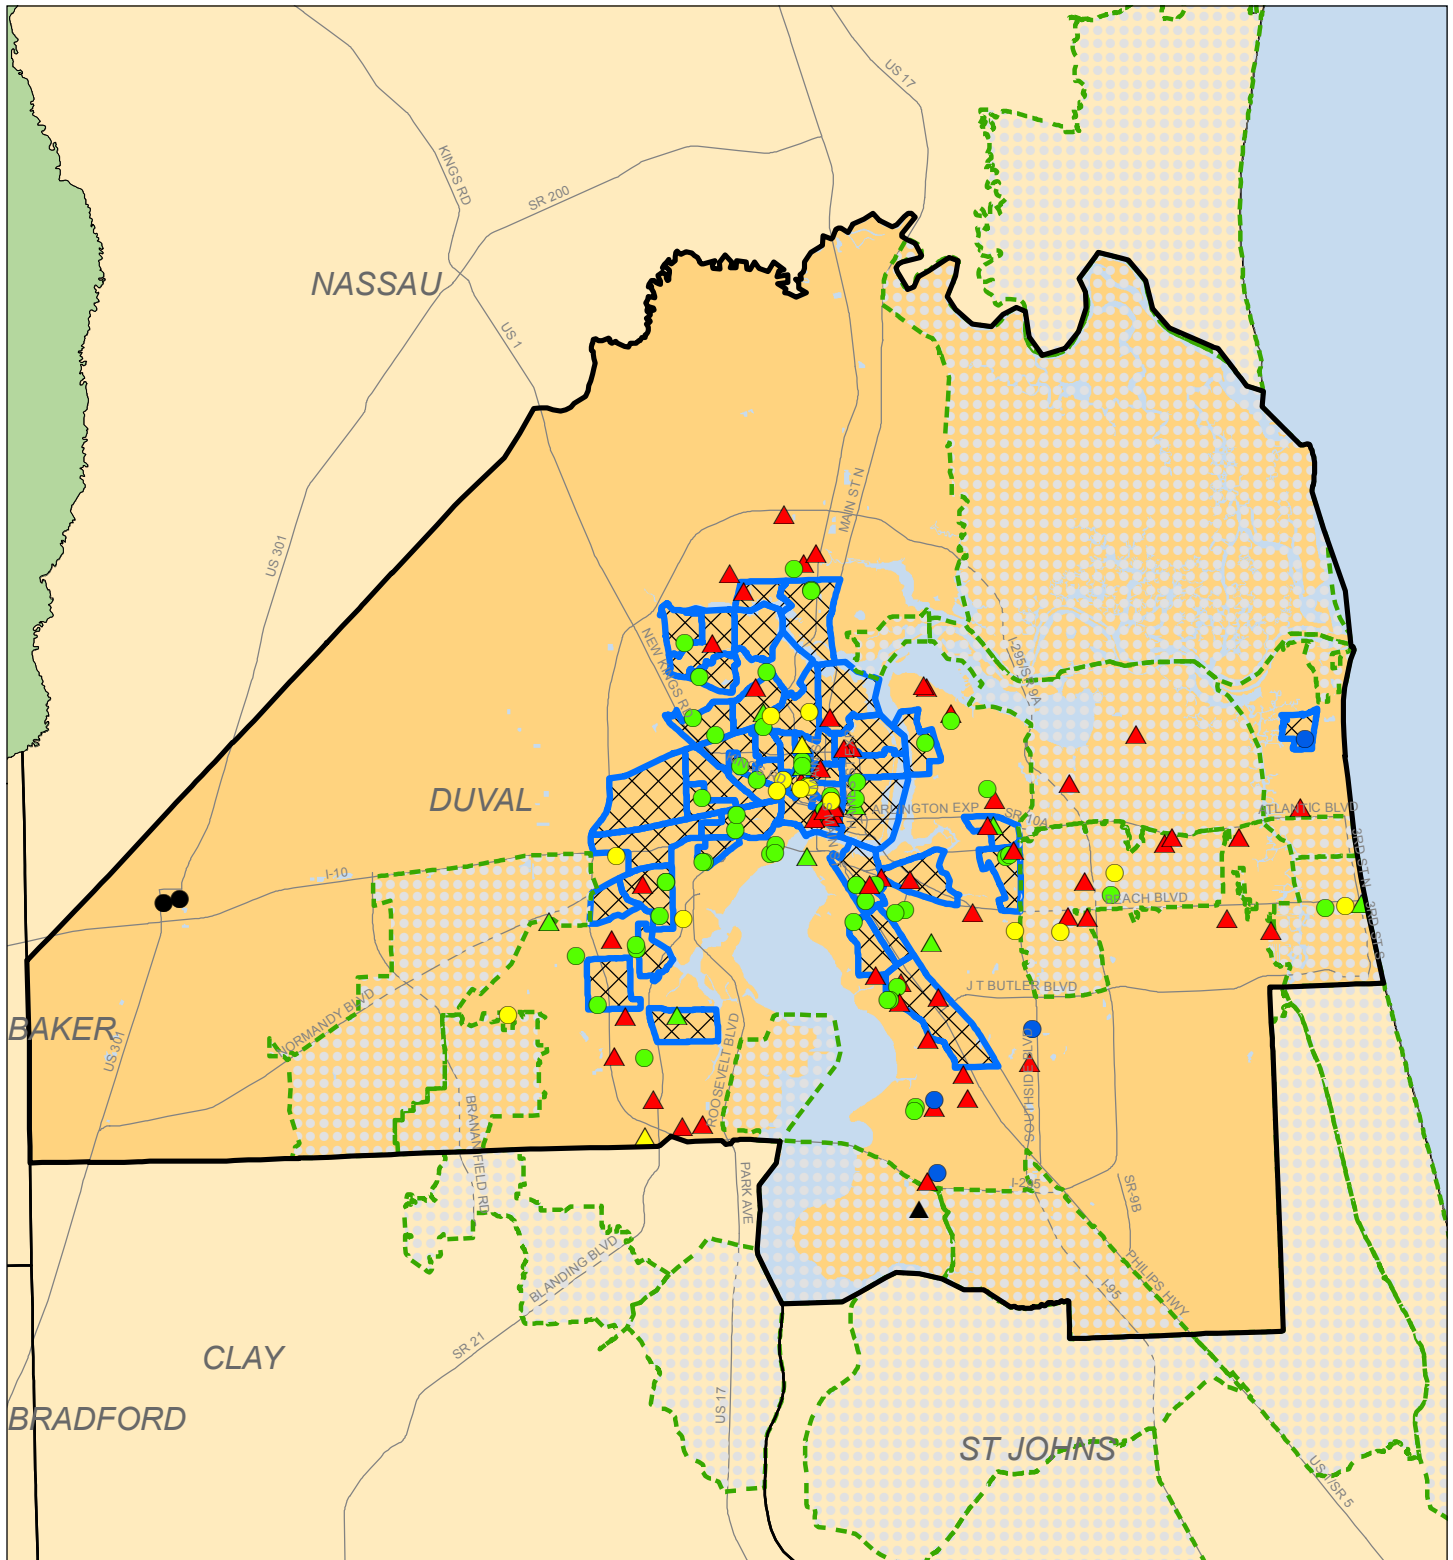 US 17
KINGS RD
SR 200
NASSAU
US 1
MAIN ST N
US 301
NEW KINGS RD
I-295/SR 9A
DUVAL
ARLINGTON EXP
SR 10A
ATLANTIC BLVD
3RD ST N
I-10
BEACH BLVD
3RD ST S
J T BUTLER BLVD
NORMANDY BLVD
BAKER
US 301
ROOSEVELT BLVD
SOUTHSIDE BLVD
BRANAN FIELD RD
PARK AVE
I-295
SR-9B
BLANDING BLVD
PHILIPS HWY
I-95
CLAY
SR 21
US 17
BRADFORD
ST JOHNS
US 1/SR 5